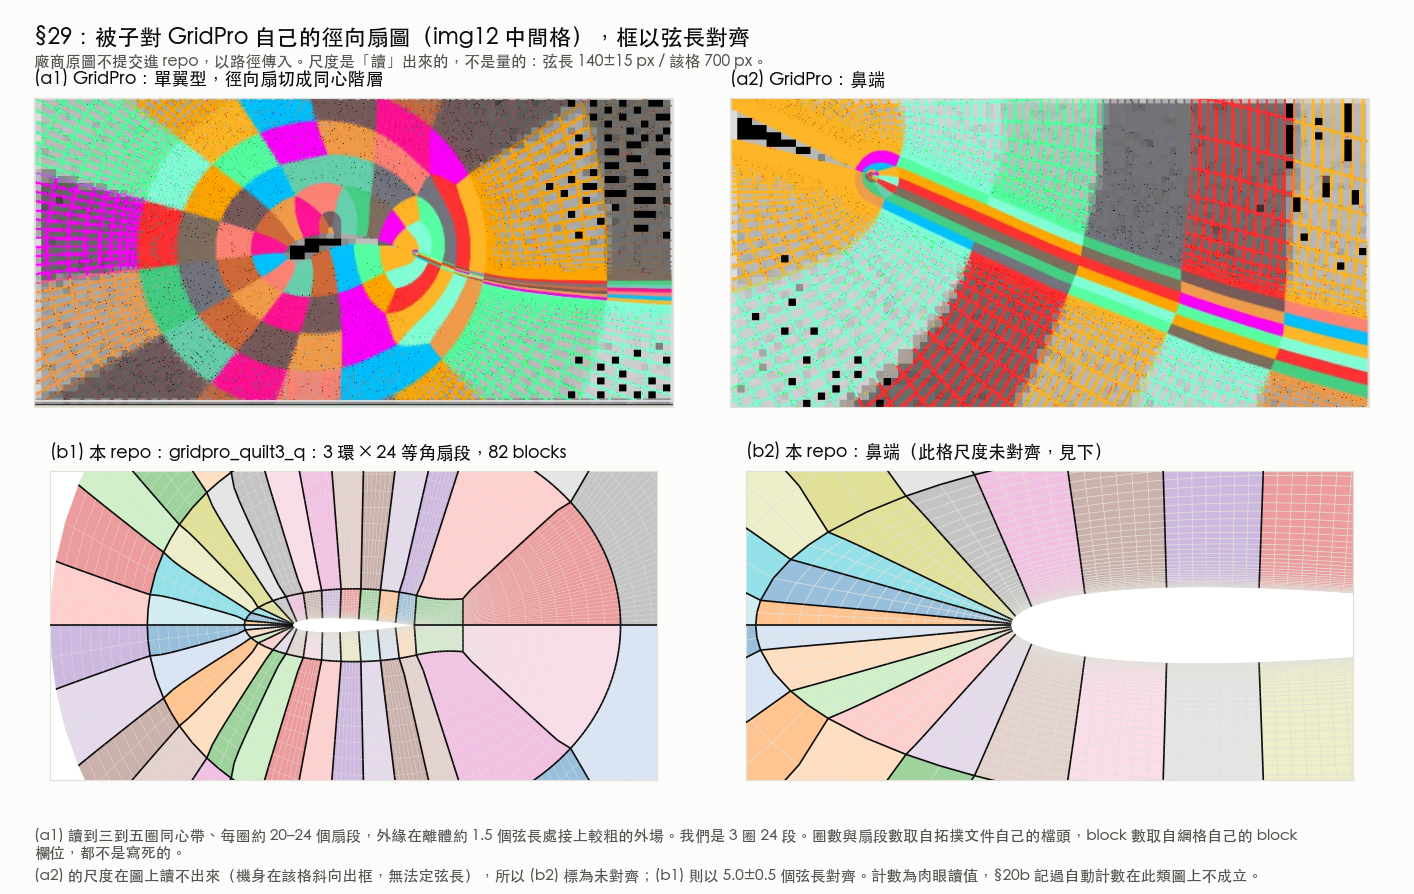 §29：被子對 GridPro 自己的徑向扇圖（img12 中間格），框以弦長對齊
廠商原圖不提交進 repo，以路徑傳入。尺度是「讀」出來的，不是量的：弦長 140±15 px / 該格 700 px。
(a1) GridPro：單翼型，徑向扇切成同心階層
(a2) GridPro：鼻端
(b1) 本 repo：gridpro_quilt3_q：3 環 × 24 等角扇段，82 blocks
(b2) 本 repo：鼻端（此格尺度未對齊，見下）
(a1) 讀到三到五圈同心帶、每圈約 20–24 個扇段，外緣在離體約 1.5 個弦長處接上較粗的外場。我們是 3 圈 24 段。圈數與扇段數取自拓撲文件自己的檔頭，block 數取自網格自己的 block
欄位，都不是寫死的。
(a2) 的尺度在圖上讀不出來（機身在該格斜向出框，無法定弦長），所以 (b2) 標為未對齊；(b1) 則以 5.0±0.5 個弦長對齊。計數為肉眼讀值，§20b 記過自動計數在此類圖上不成立。